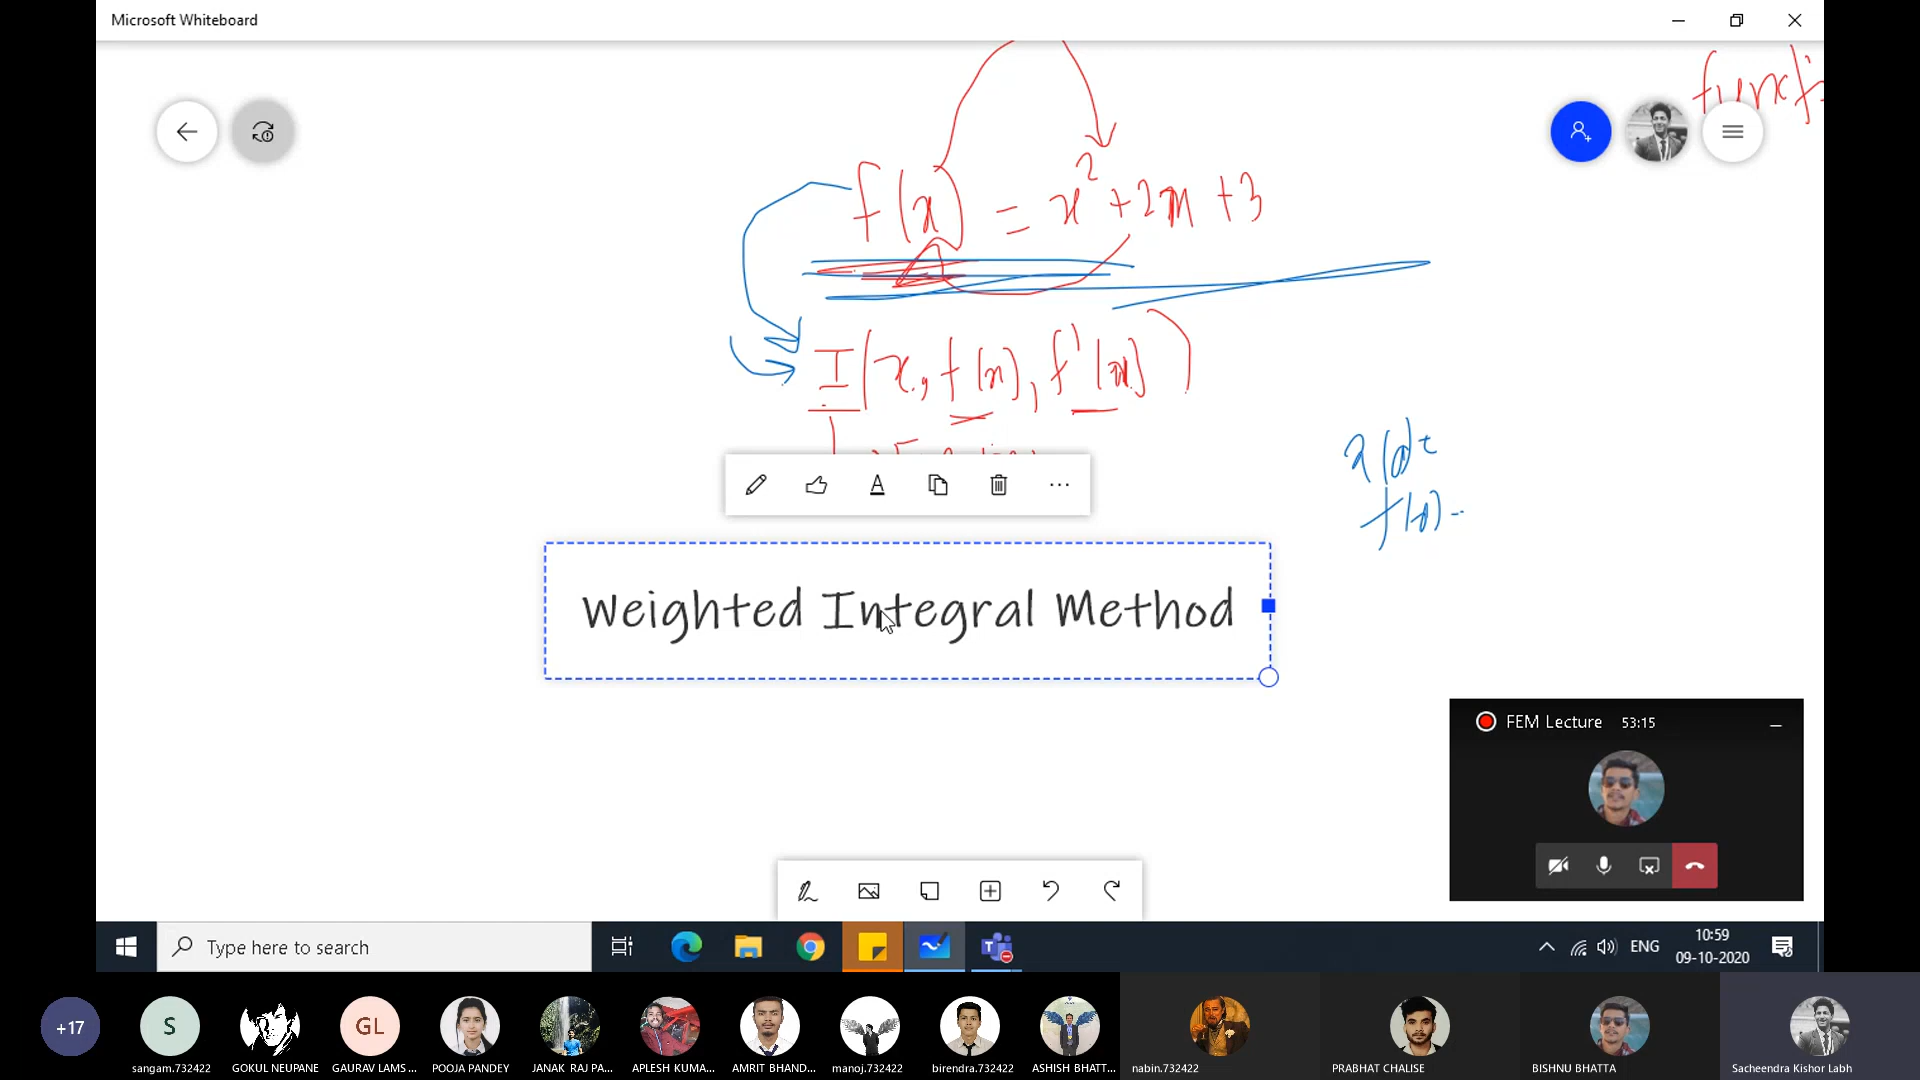 Microsoft Whiteboard
functi
f(x) = x² + 2x + 3
I(x, f(x), f'(x))
Weighted Integral Method
FEM Lecture 53:15
Type here to search
ENG
10:59
09-10-2020
+17
S
GL
sangam.732422
GOKUL NEUPANE
GAURAV LAMS...
POOJA PANDEY
JANAK RAJ PA...
APLESH KUMA...
AMRIT BHAND...
manoj.732422
birendra.732422
ASHISH BHATT...
nabin.732422
PRABHAT CHALISE
BISHNU BHATTA
Sacheendra Kishor Labh